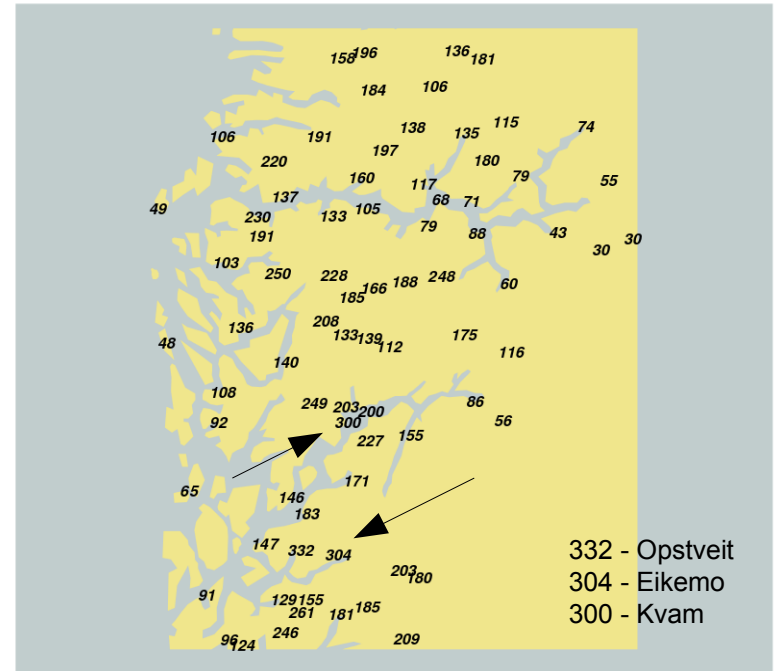 158 196 136 181
184 106
106 191 138 135 115 74
220 197 180
160 117 79 55
49 137 133 105 68 71
230 79 88 43 30
191 30
103 250 228 166 188 248 60
185
48 136 208 133 139 112 175 116
140
108 249 203 200 86
92 300 227 155 56
65 146 171
183
147 332 304
203 180
91 129 155 185
261 181
96 124 246 209
332 - Opstveit
304 - Eikemo
300 - Kvam